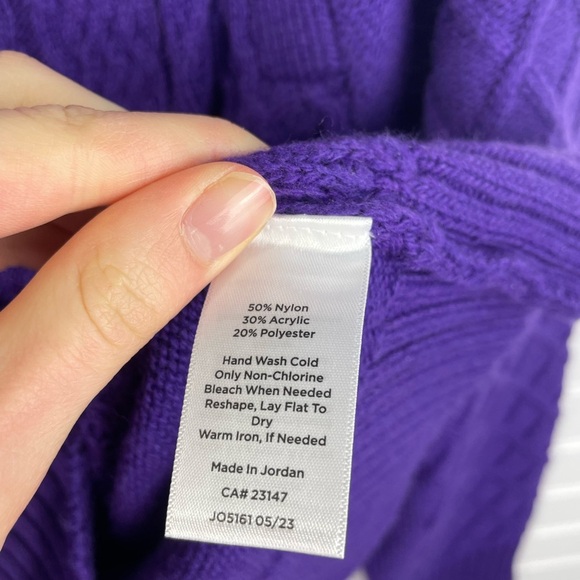 50% Nylon
30% Acrylic
20% Polyester
Hand Wash Cold
Only Non-Chlorine
Bleach When Needed
Reshape, Lay Flat To
Dry
Warm Iron, If Needed
Made In Jordan
CA# 23147
JO5161 05/23